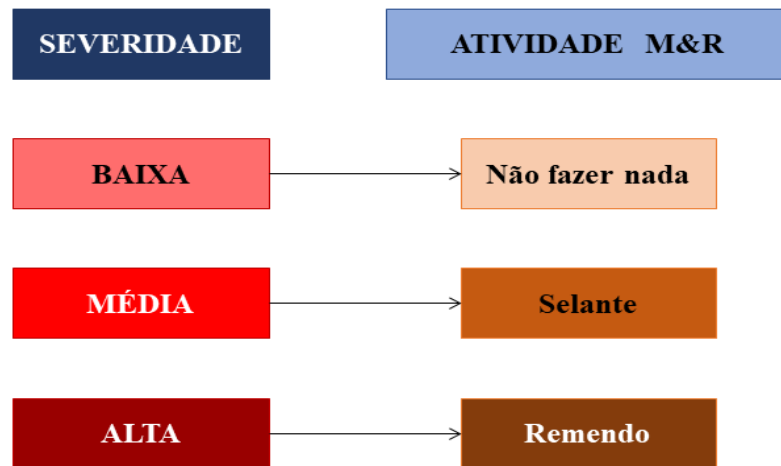 SEVERIDADE
ATIVIDADE M&R
BAIXA
Não fazer nada
MÉDIA
Selante
ALTA
Remendo